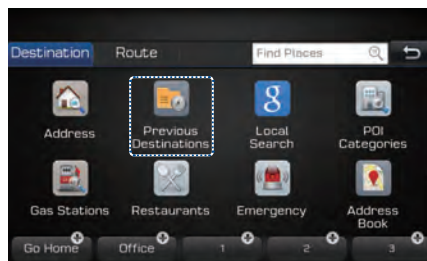 Destination Route Find Places
Address Previous Destinations Local Search POI Categories
Gas Stations Restaurants Emergency Address Book
Go Home Office 1 2 3